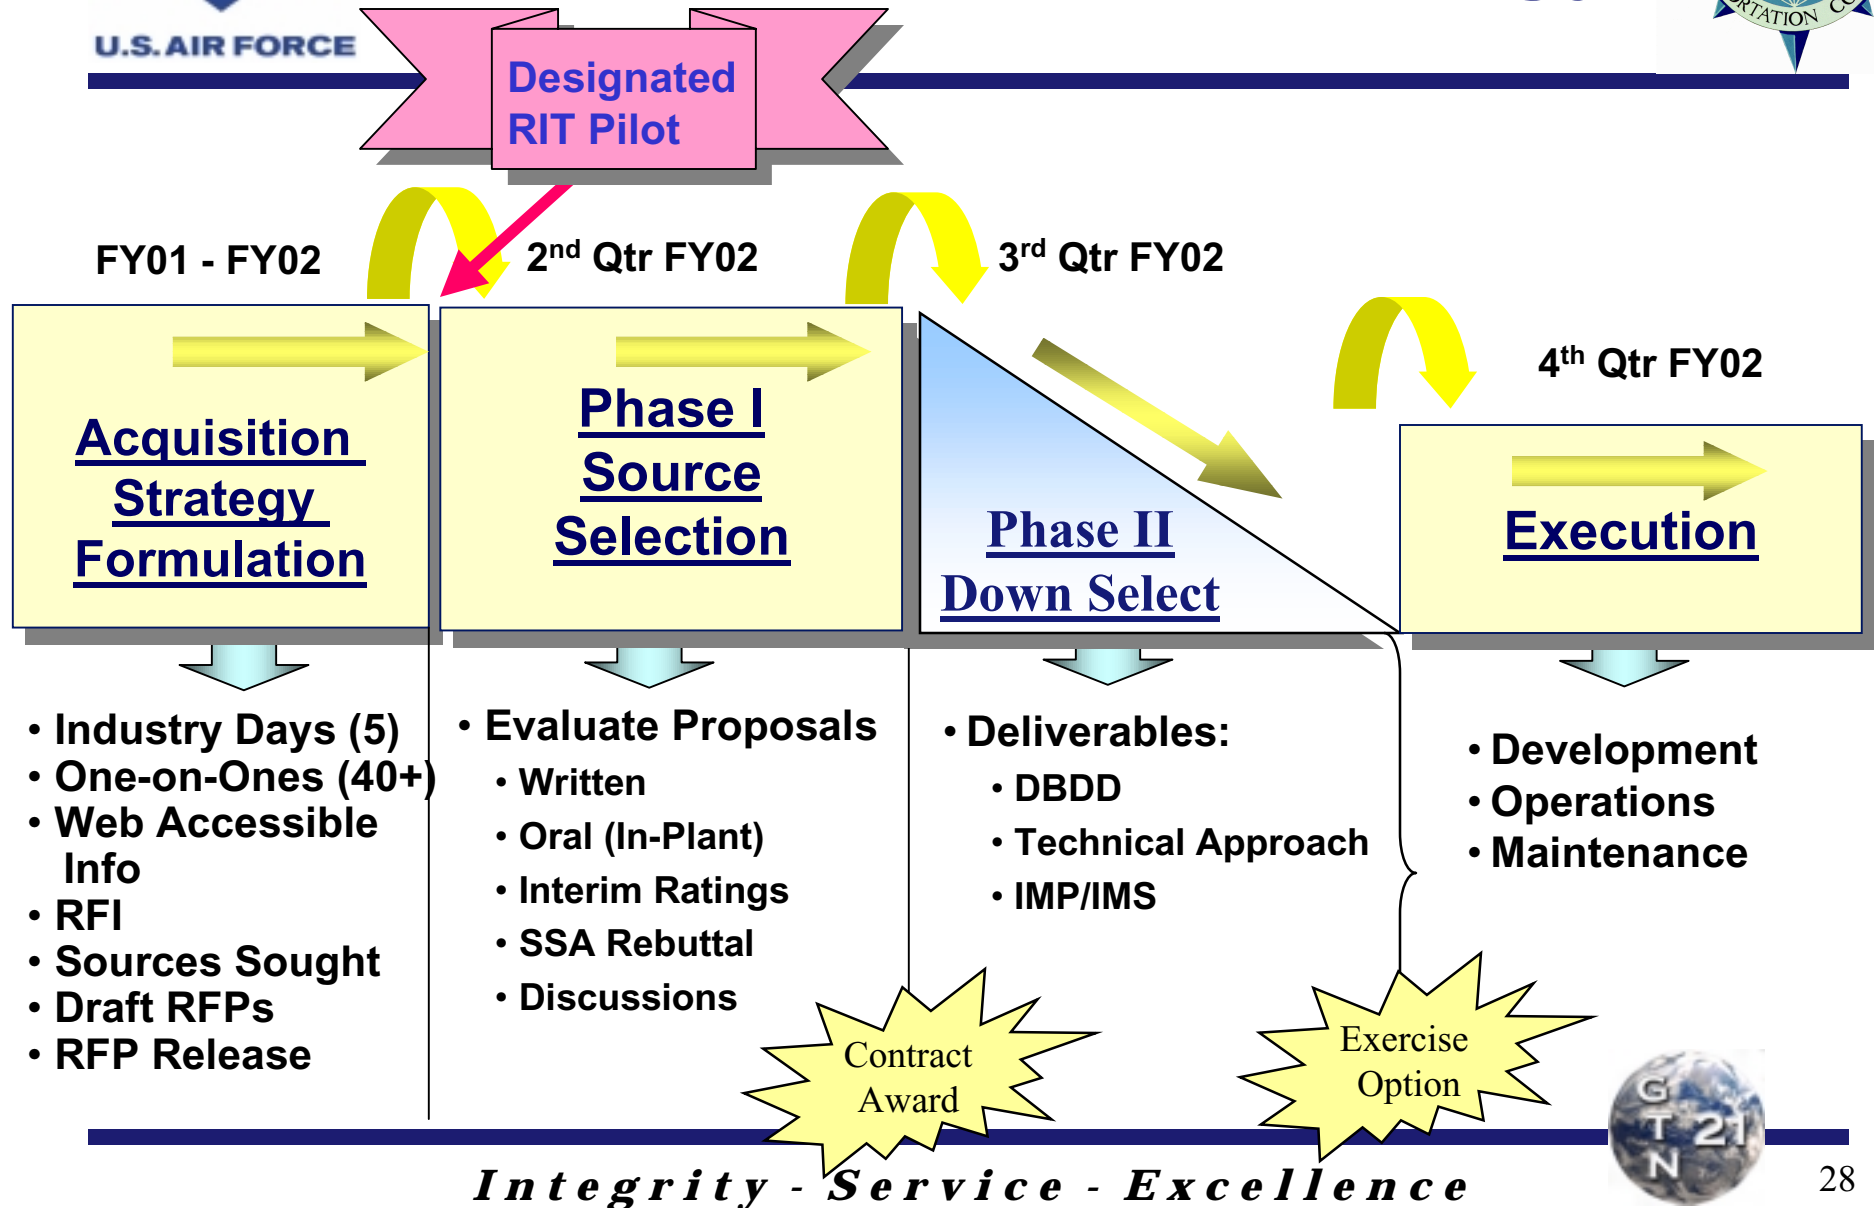 U.S. AIR FORCE
RTATION CO
Designated
RIT Pilot
FY01 - FY02
2nd Qtr FY02
3rd Qtr FY02
4th Qtr FY02
Acquisition
Strategy
Formulation
Phase I
Source
Selection
Phase II
Down Select
Execution
• Industry Days (5)
• One-on-Ones (40+)
• Web Accessible
Info
• RFI
• Sources Sought
• Draft RFPs
• RFP Release
• Evaluate Proposals
• Written
• Oral (In-Plant)
• Interim Ratings
• SSA Rebuttal
• Discussions
• Deliverables:
• DBDD
• Technical Approach
• IMP/IMS
• Development
• Operations
• Maintenance
Contract
Award
Exercise
Option
GTN 21
Integrity - Service - Excellence
28